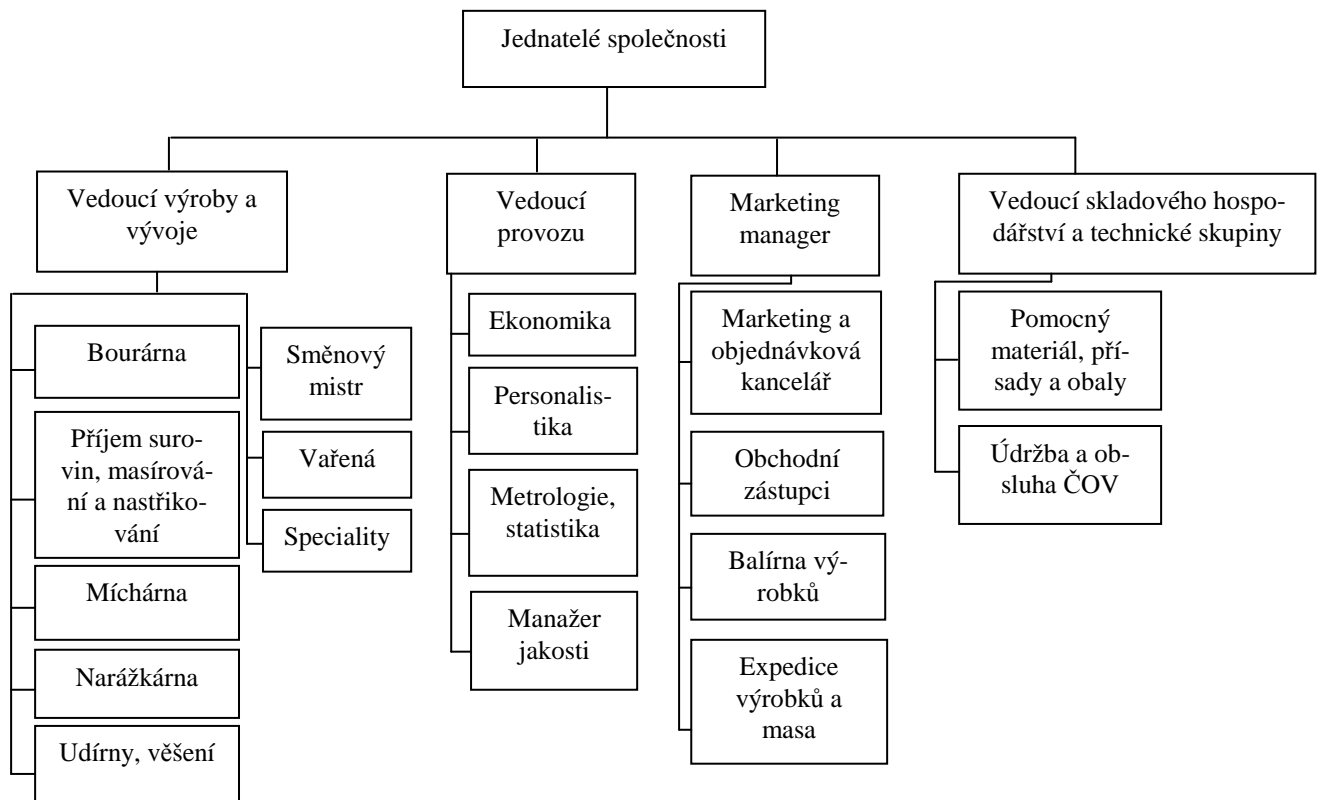 Jednatelé společnosti
Vedoucí výroby a
vývoje
Vedoucí
provozu
Marketing
manager
Vedoucí skladového hospo-
dářství a technické skupiny
Bourárna
Příjem suro-
vin, masírová-
ní a nastřiko-
vání
Míchárna
Narážkárna
Udírny, věšení
Směnový
mistr
Vařená
Speciality
Ekonomika
Personalis-
tika
Metrologie,
statistika
Manažer
jakosti
Marketing a
objednávková
kancelář
Obchodní
zástupci
Balírna vý-
robků
Expedice
výrobků a
masa
Pomocný
materiál, pří-
sady a obaly
Údržba a ob-
sluha ČOV